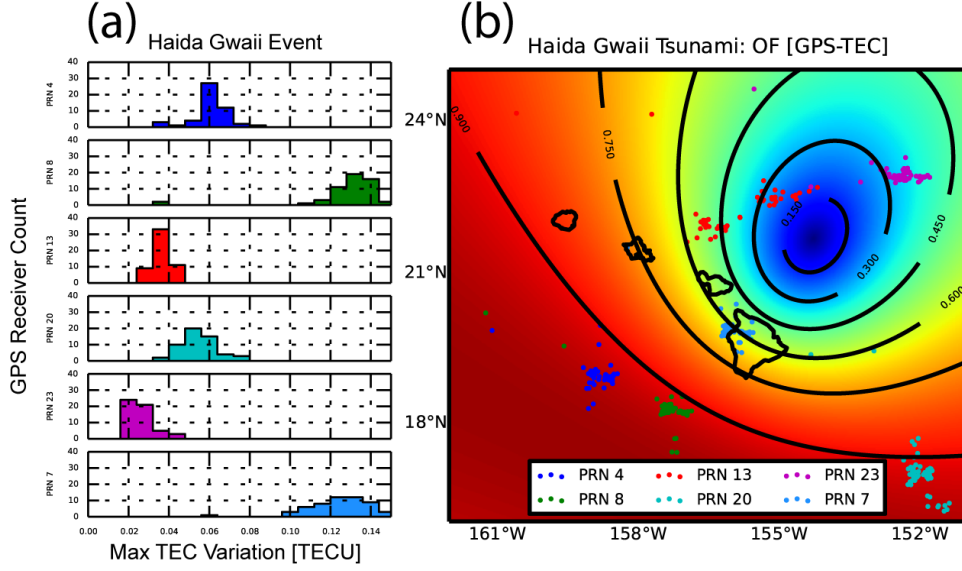 (a)
Haida Gwaii Event
GPS Receiver Count
PRN 4
40
30
20
10
0
PRN 8
40
30
20
10
0
PRN 13
40
30
20
10
0
PRN 20
40
30
20
10
0
PRN 23
40
30
20
10
0
PRN 7
40
30
20
10
0
0.00 0.02 0.04 0.06 0.08 0.10 0.12 0.14
Max TEC Variation [TECU]
(b)
Haida Gwaii Tsunami: OF [GPS-TEC]
24°N
21°N
18°N
0.900
0.750
0.150
0.300
0.450
0.600
PRN 4 PRN 13 PRN 23
PRN 8 PRN 20 PRN 7
161°W 158°W 155°W 152°W